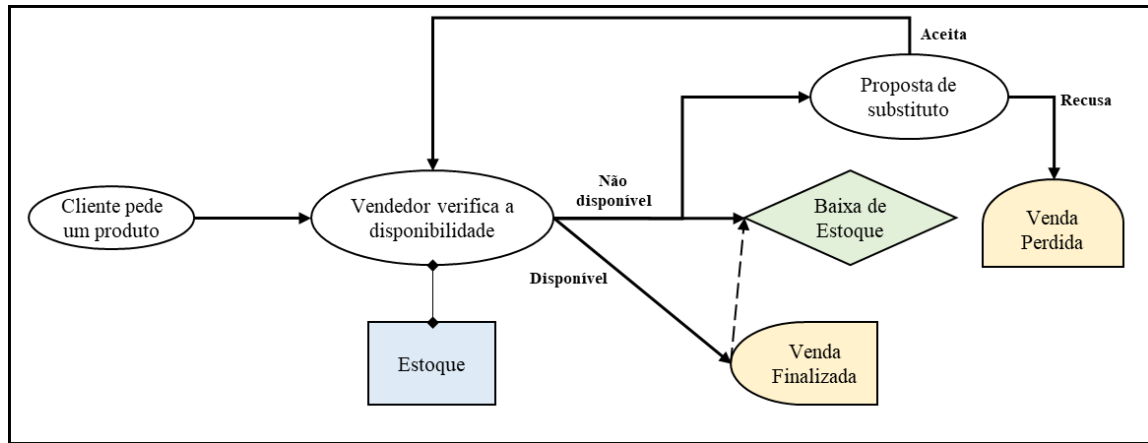 Aceita
Proposta de
substituto
Recusa
Cliente pede
um produto
Vendedor verifica a
disponibilidade
Não
disponível
Baixa de
Estoque
Venda
Perdida
Disponível
Estoque
Venda
Finalizada